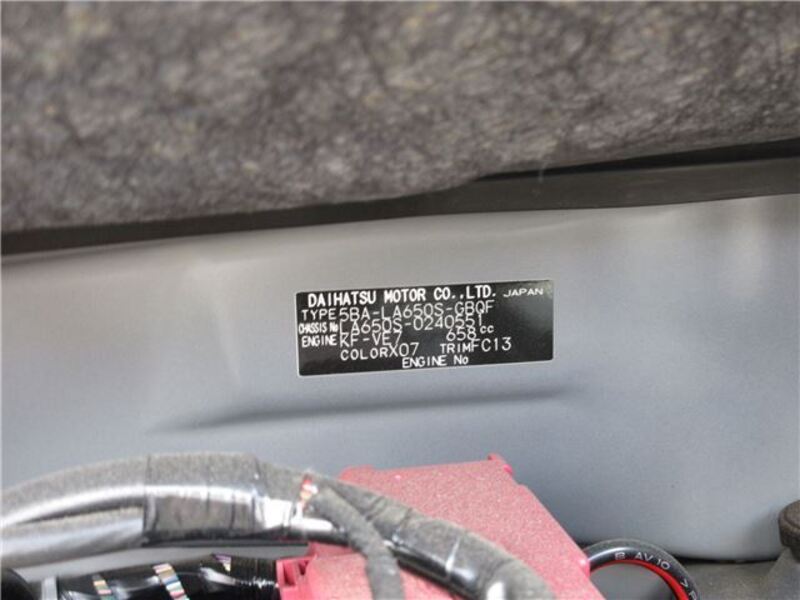 DAIHATSU MOTOR CO.,LTD. JAPAN
TYPE 5BA-LA650S-GBQF
CHASSIS No LA650S-0240551
ENGINE KF-VE7 658cc
COLOR X07 TRIM FC13
ENGINE No
AV10